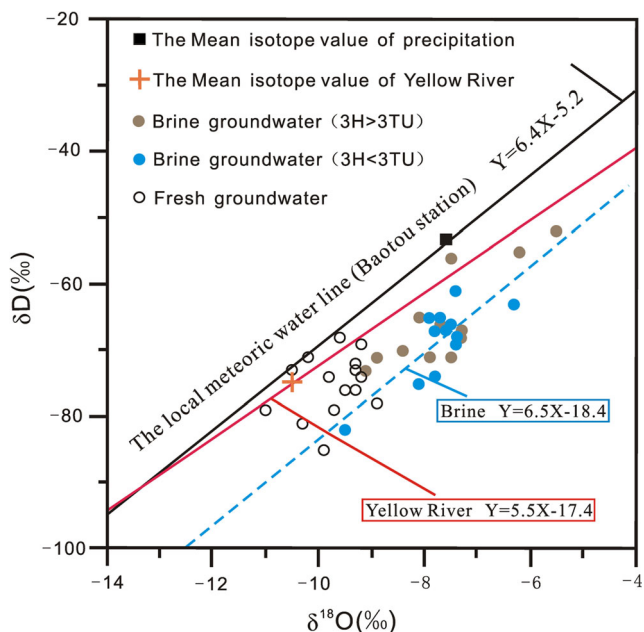 -20
-40
-60
-80
-100
-14
-12
-10
-8
-6
-4
δD(‰)
δ¹⁸O(‰)
The Mean isotope value of precipitation
The Mean isotope value of Yellow River
Brine groundwater (3H>3TU)
Brine groundwater (3H<3TU)
Fresh groundwater
The local meteoric water line (Baotou station)
Y=6.4X-5.2
Brine Y=6.5X-18.4
Yellow River Y=5.5X-17.4